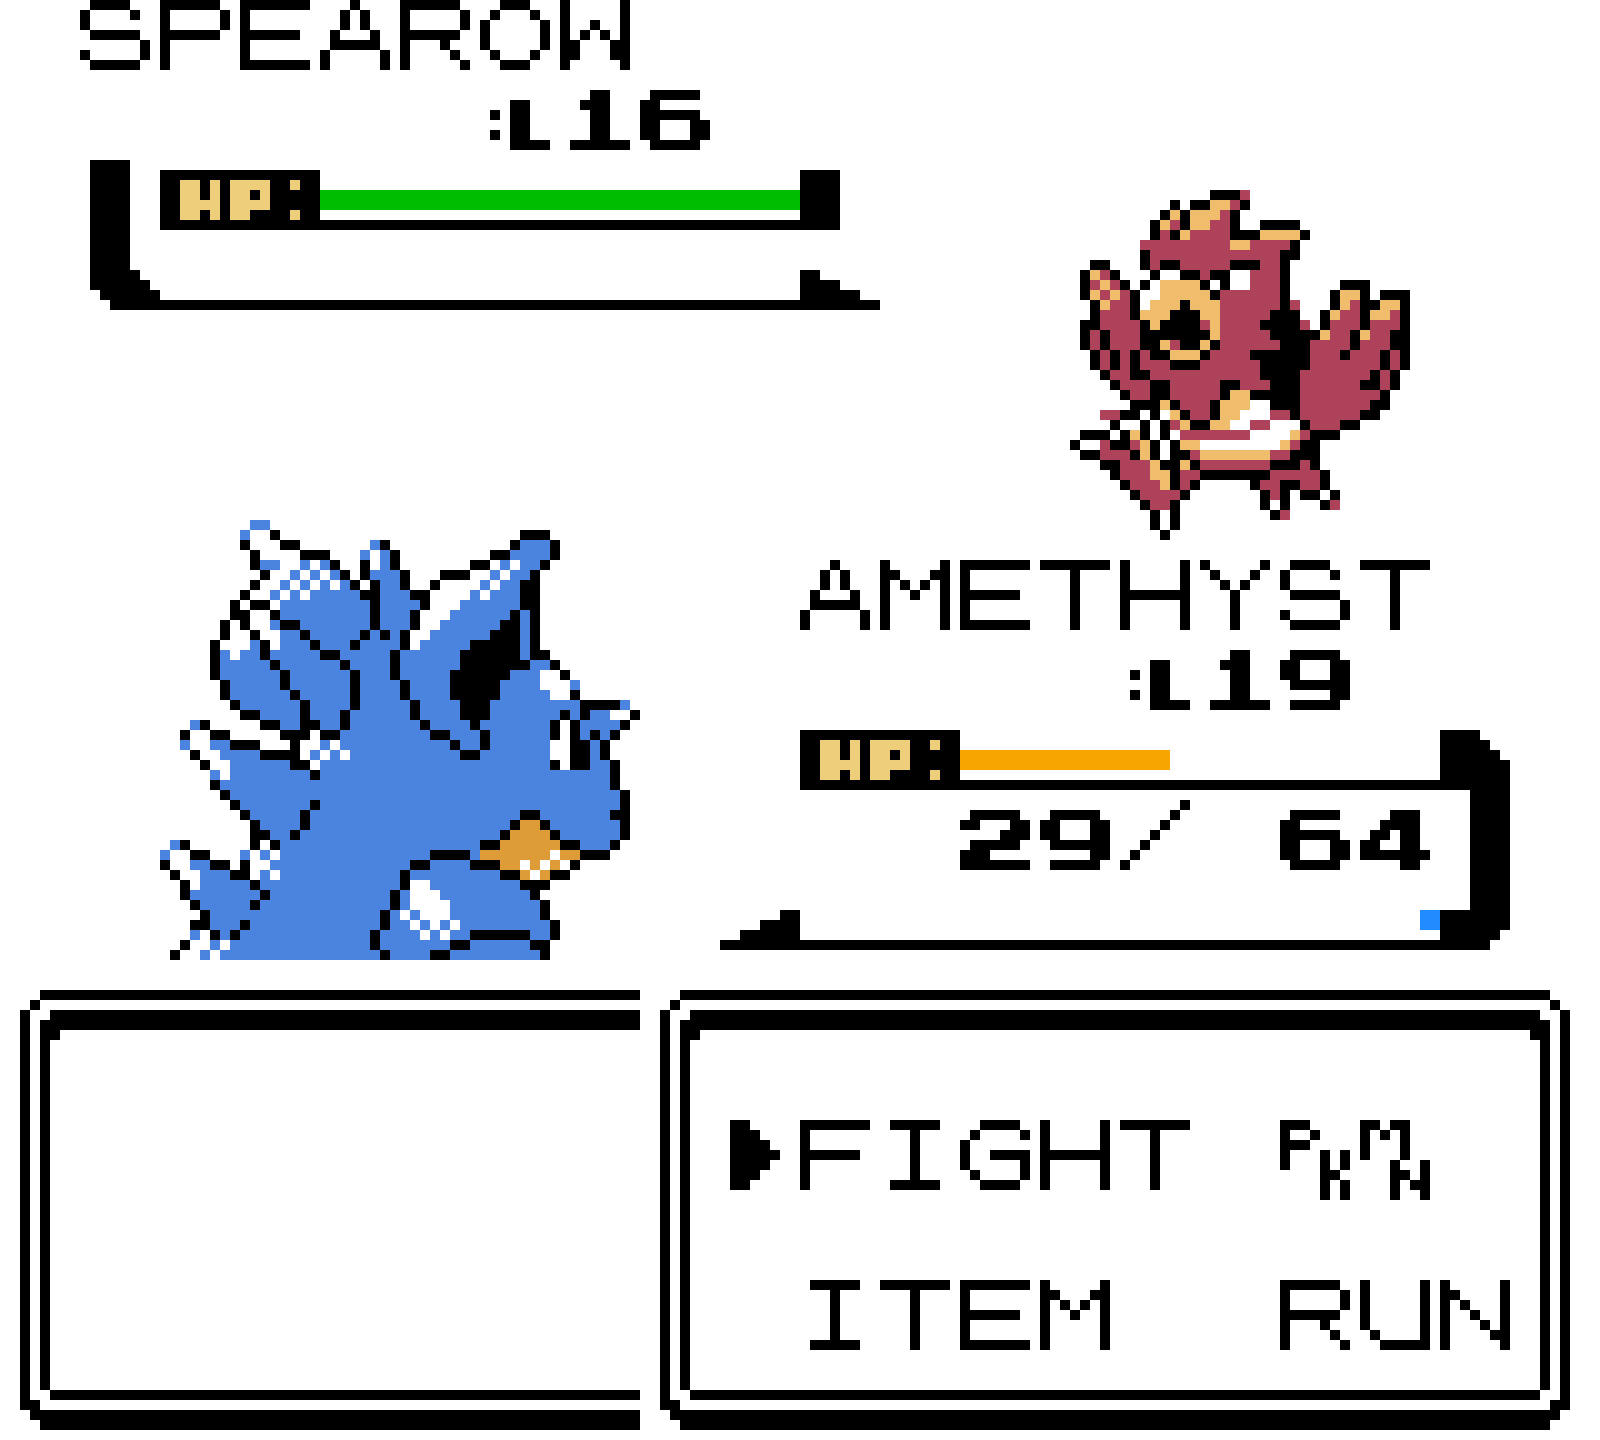 SPEAROW
:L16
HP:
AMETHYST
:L19
HP:
29/ 64
▶FIGHT PKMN
ITEM RUN